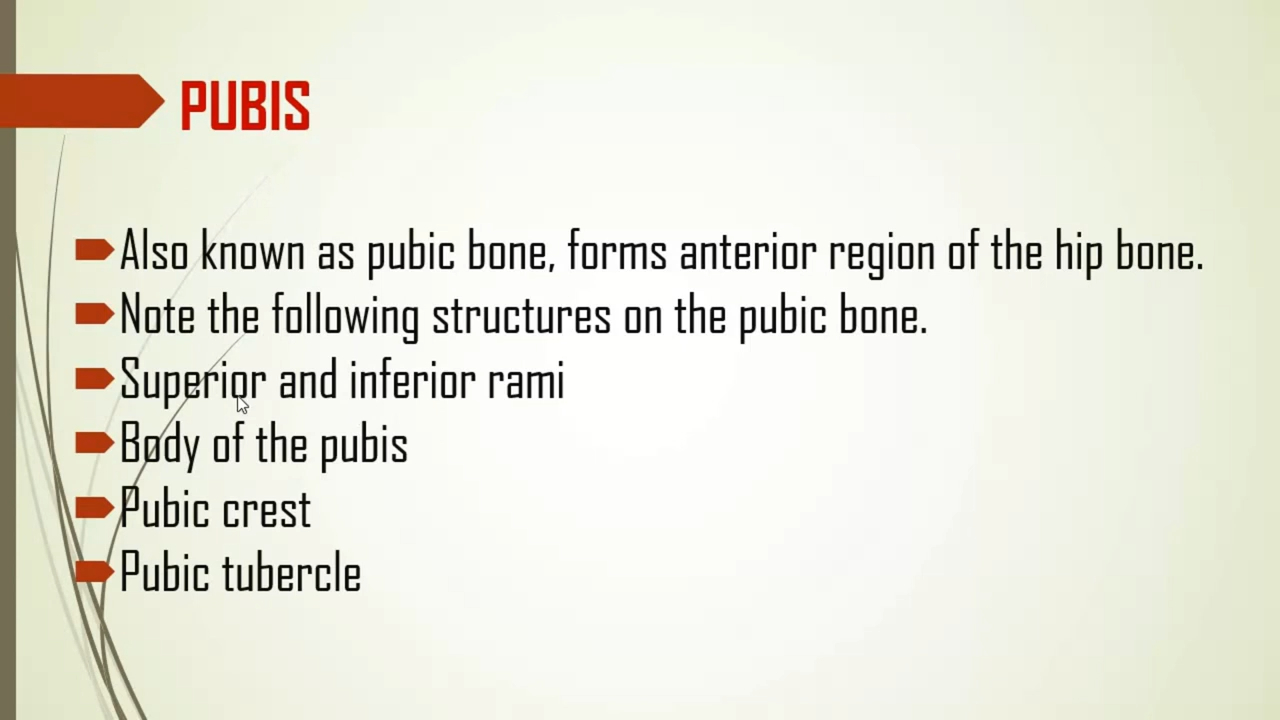 PUBIS
Also known as pubic bone, forms anterior region of the hip bone.
Note the following structures on the pubic bone.
Superior and inferior rami
Body of the pubis
Pubic crest
Pubic tubercle